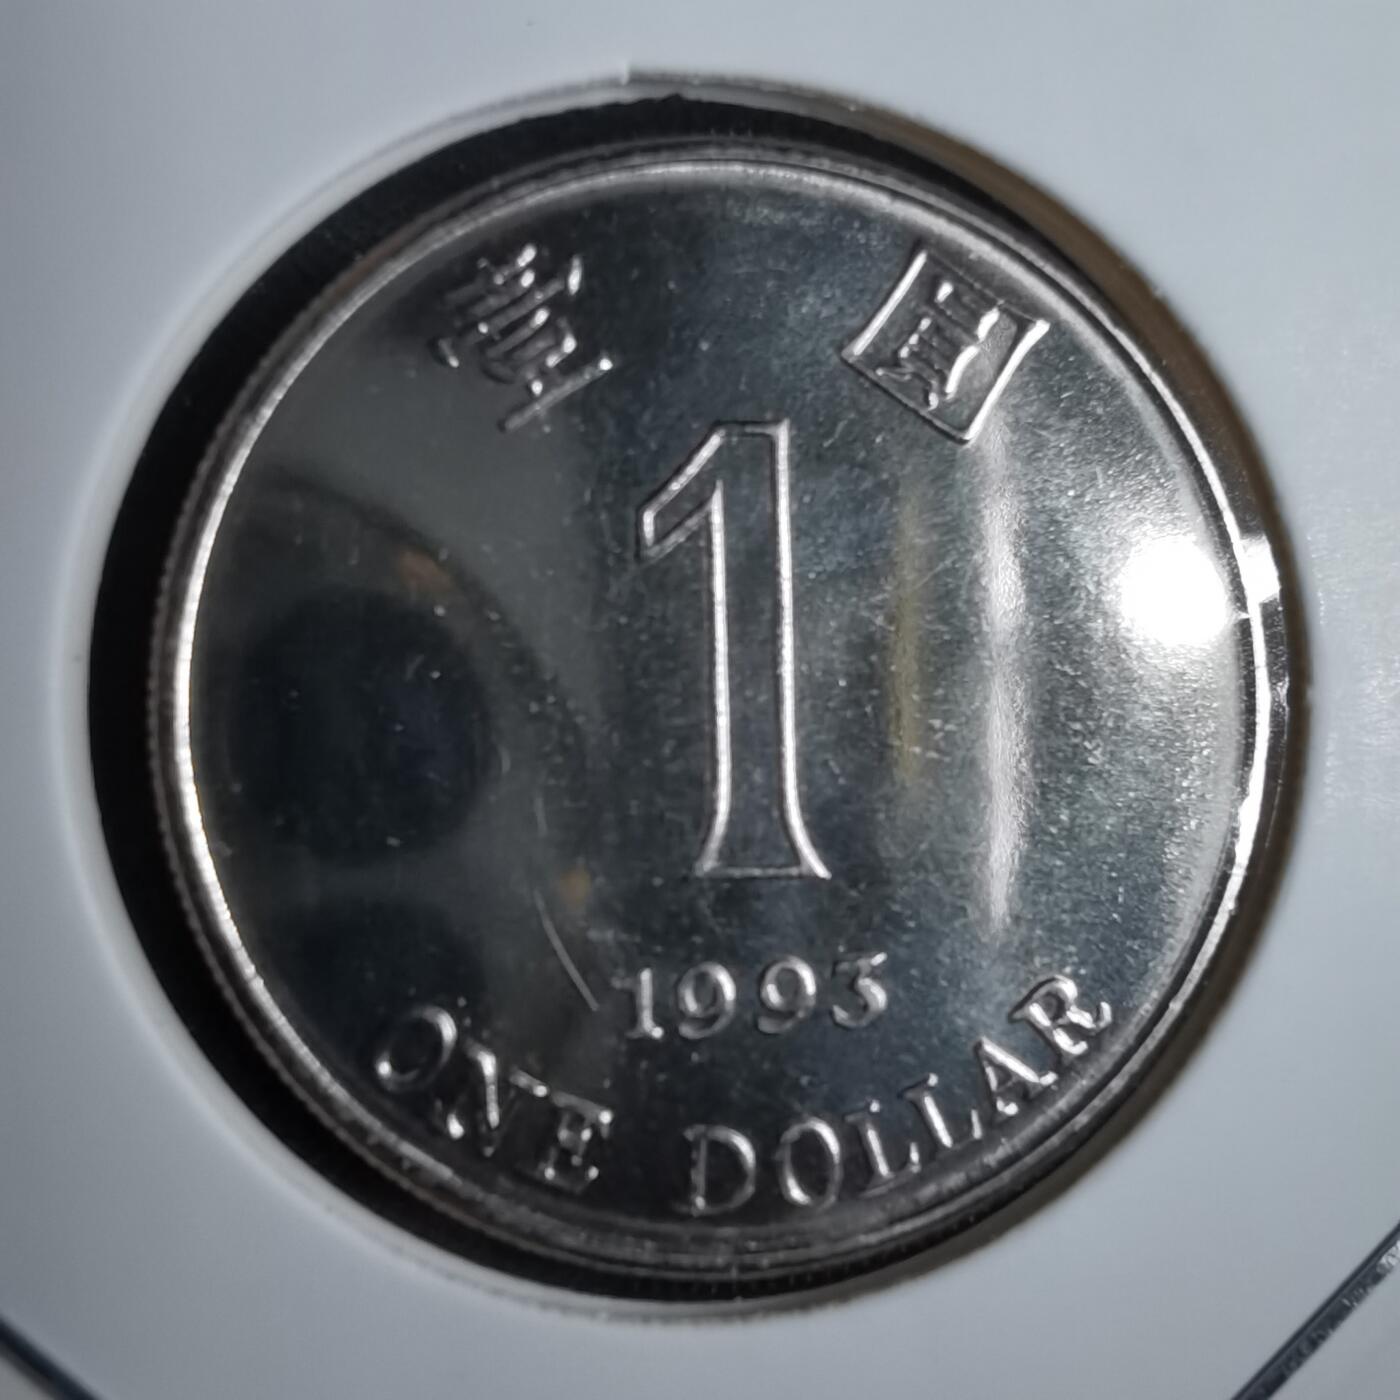 壹 圓
1
1993
ONE DOLLAR